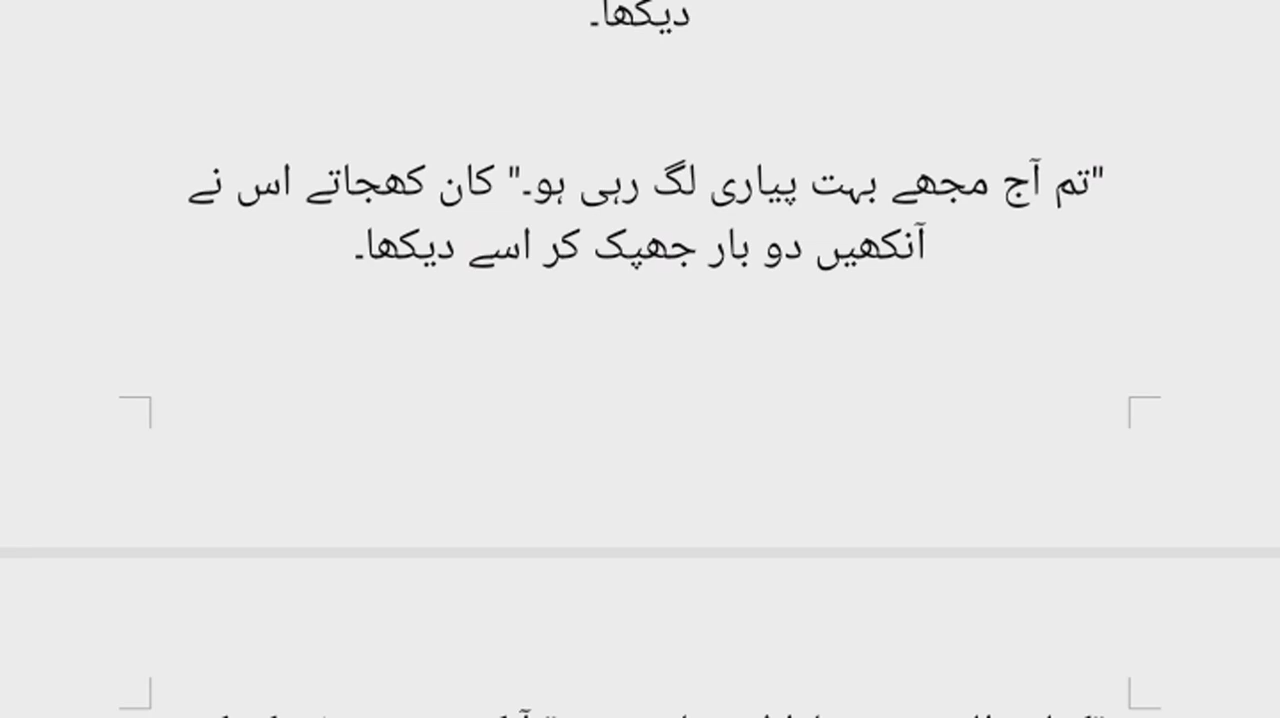 دیکھا۔
"تم آج مجھے بہت پیاری لگ رہی ہو۔" کان کھجاتے اس نے
آنکھیں دو بار جھپک کر اسے دیکھا۔